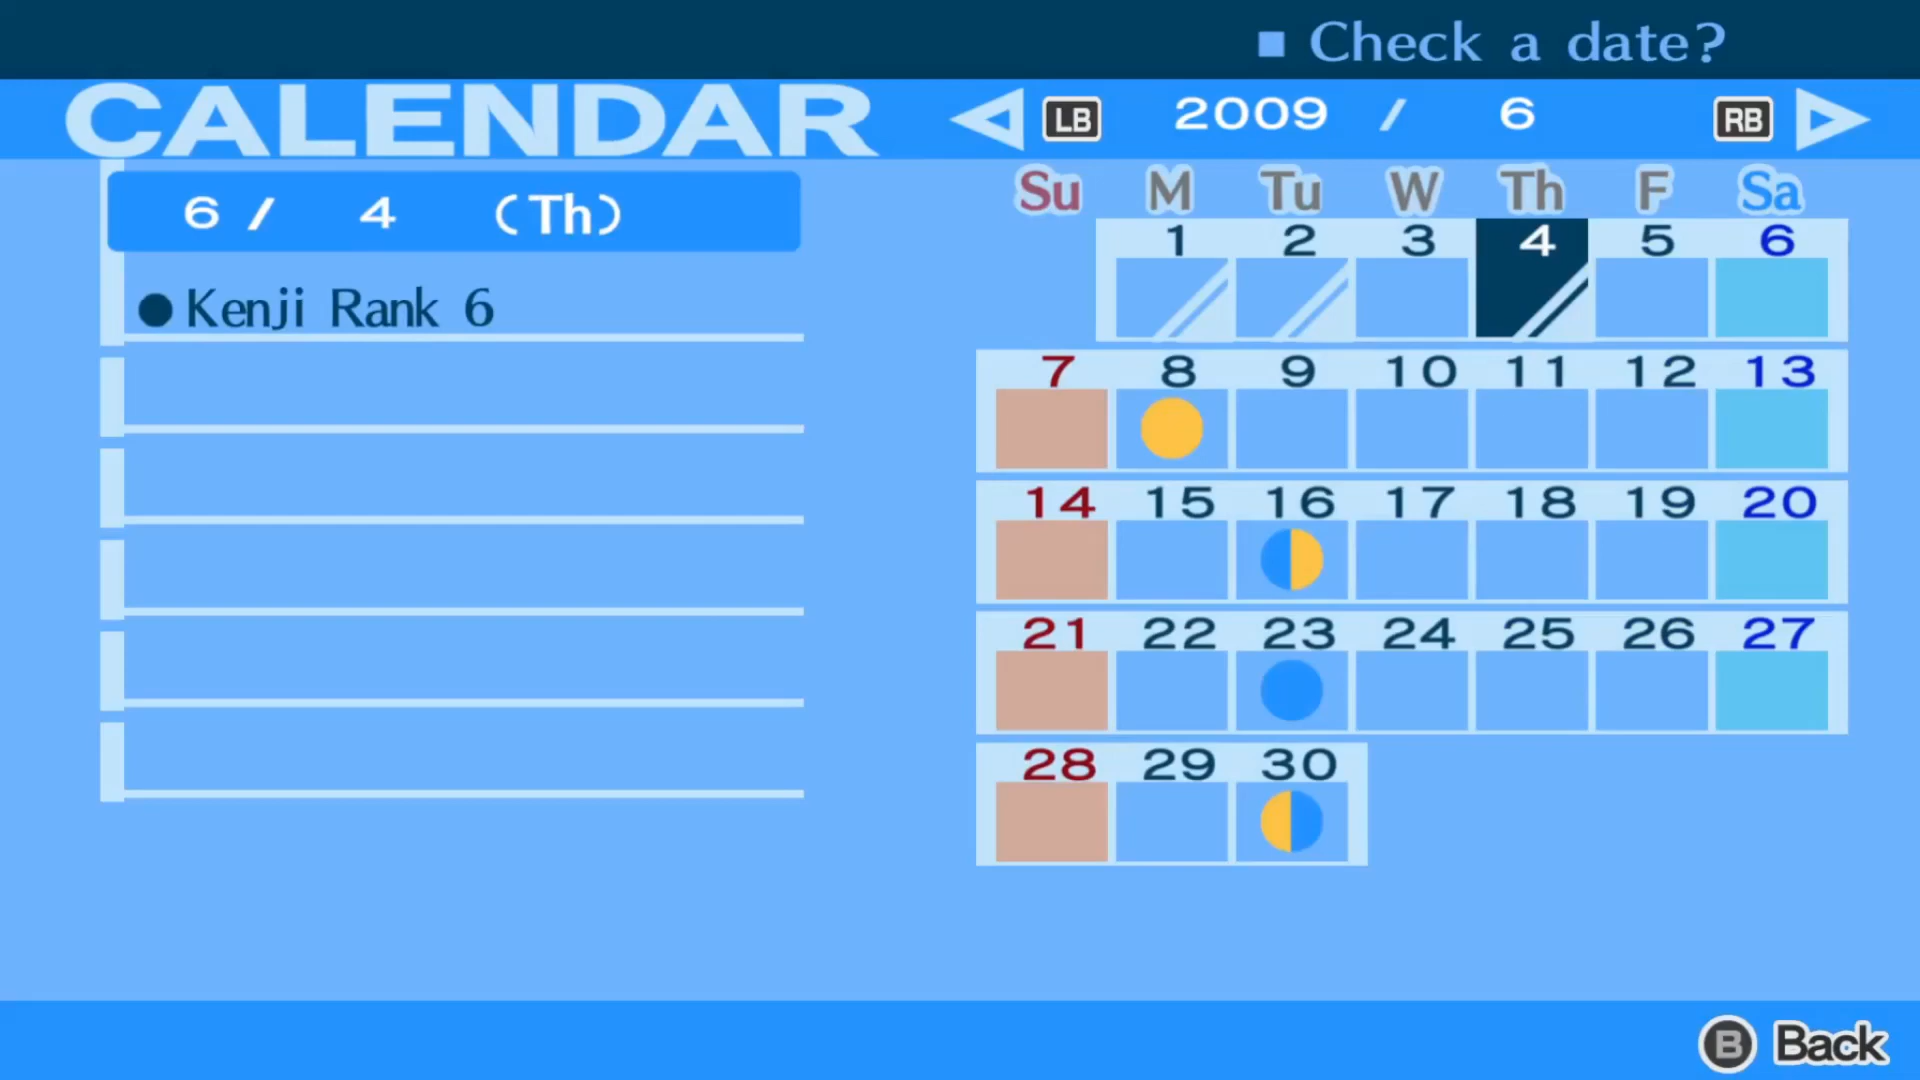 ■ Check a date?
CALENDAR
LB 2009 / 6 RB
6 / 4 (Th)
● Kenji Rank 6
Su M Tu W Th F Sa
1 2 3 4 5 6
7 8 9 10 11 12 13
14 15 16 17 18 19 20
21 22 23 24 25 26 27
28 29 30
B Back